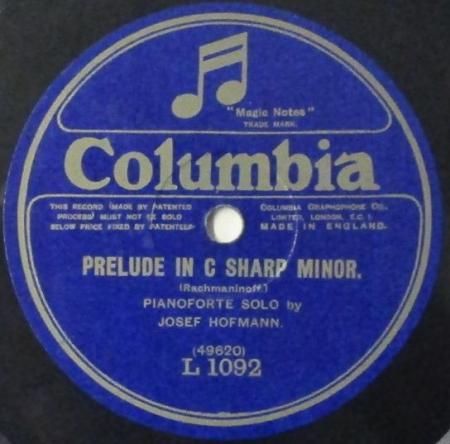 "Magic Notes"
TRADE MARK.
Columbia
THIS RECORD (MADE BY PATENTED
PROCESS) MUST NOT BE SOLD
BELOW PRICE FIXED BY PATENTEES
COLUMBIA GRAPHOPHONE CO.,
LIMITED, LONDON, E.C. 1.
MADE IN ENGLAND.
PRELUDE IN C SHARP MINOR.
(Rachmaninoff.)
PIANOFORTE SOLO by
JOSEF HOFMANN.
(49620)
L 1092